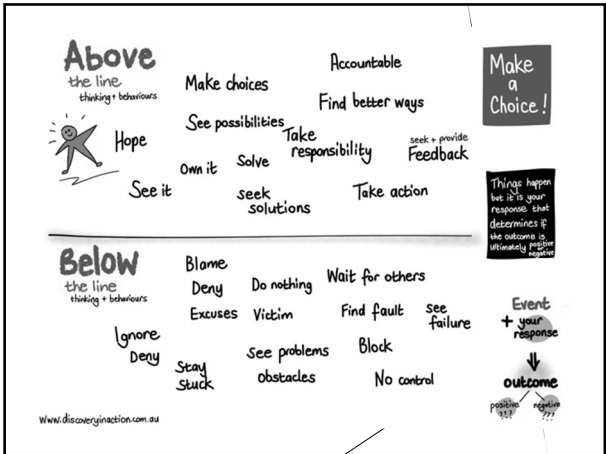 Above
the line
thinking + behaviours
Accountable
Make choices
Find better ways
See possibilities
Take
responsibility
Hope
seek + provide
Feedback
Own it
Solve
See it
seek
solutions
Take action
Make
a
Choice!
Things happen
but it is your
response that
determines if
the outcome is
ultimately positive
negative
Below
the line
thinking + behaviours
Blame
Deny
Do nothing
Wait for others
Excuses
Victim
Find fault
see
failure
Ignore
Deny
See problems
Block
Stay
Stuck
obstacles
No control
Event
+ your
response
outcome
positive
negative
???
www.discoveryinaction.com.au